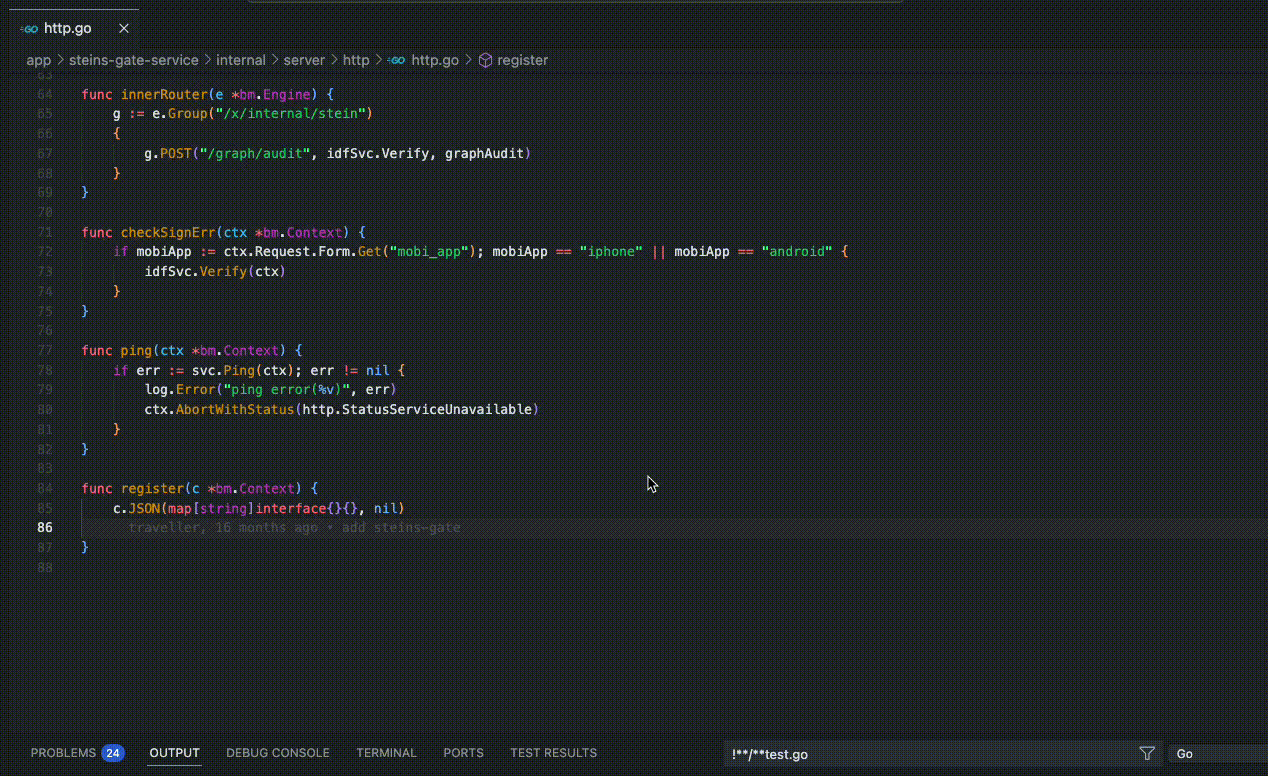 GO http.go
app > steins-gate-service > internal > server > http > GO http.go > register
63
64 func innerRouter(e *bm.Engine) {
65 g := e.Group("/x/internal/stein")
66 {
67 g.POST("/graph/audit", idfSvc.Verify, graphAudit)
68 }
69 }
70
71 func checkSignErr(ctx *bm.Context) {
72 if mobiApp := ctx.Request.Form.Get("mobi_app"); mobiApp == "iphone" || mobiApp == "android" {
73 idfSvc.Verify(ctx)
74 }
75 }
76
77 func ping(ctx *bm.Context) {
78 if err := svc.Ping(ctx); err != nil {
79 log.Error("ping error(%v)", err)
80 ctx.AbortWithStatus(http.StatusServiceUnavailable)
81 }
82 }
83
84 func register(c *bm.Context) {
85 c.JSON(map[string]interface{}{}, nil)
86 traveller, 16 months ago • add steins-gate
87 }
88
PROBLEMS 24 OUTPUT DEBUG CONSOLE TERMINAL PORTS TEST RESULTS !**/**test.go Go